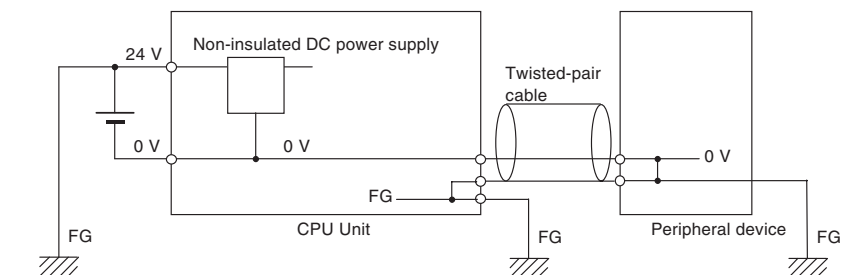 Non-insulated DC power supply
24 V
Twisted-pair
cable
0 V
0 V
0 V
FG
CPU Unit
Peripheral device
FG
FG
FG